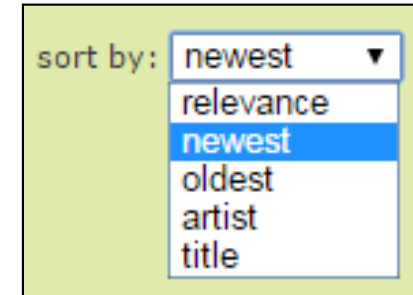 sort by: newest ▼
relevance
newest
oldest
artist
title